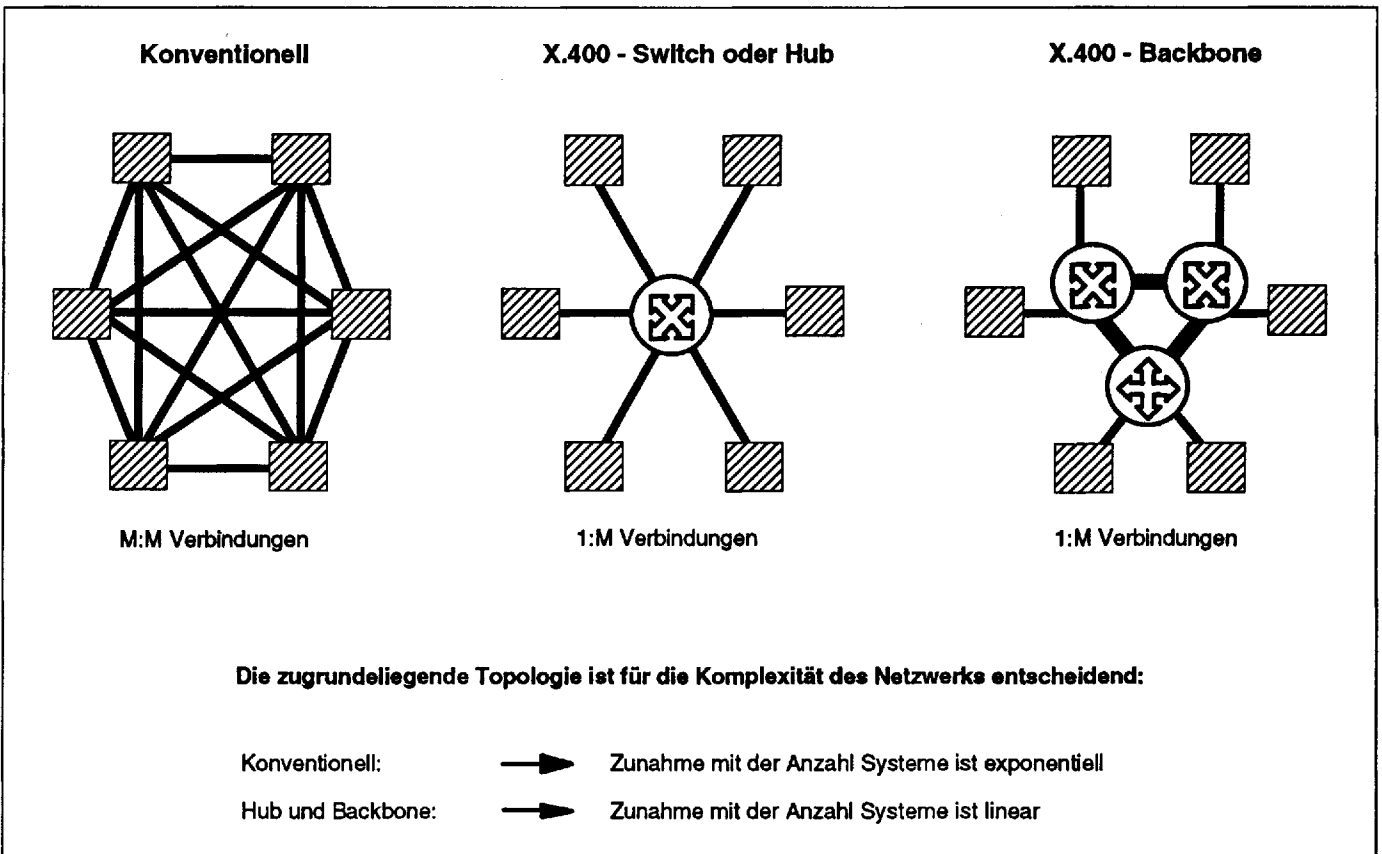 Konventionell
X.400 - Switch oder Hub
X.400 - Backbone
M:M Verbindungen
1:M Verbindungen
1:M Verbindungen
Die zugrundeliegende Topologie ist für die Komplexität des Netzwerks entscheidend:
Konventionell: Zunahme mit der Anzahl Systeme ist exponentiell
Hub und Backbone: Zunahme mit der Anzahl Systeme ist linear